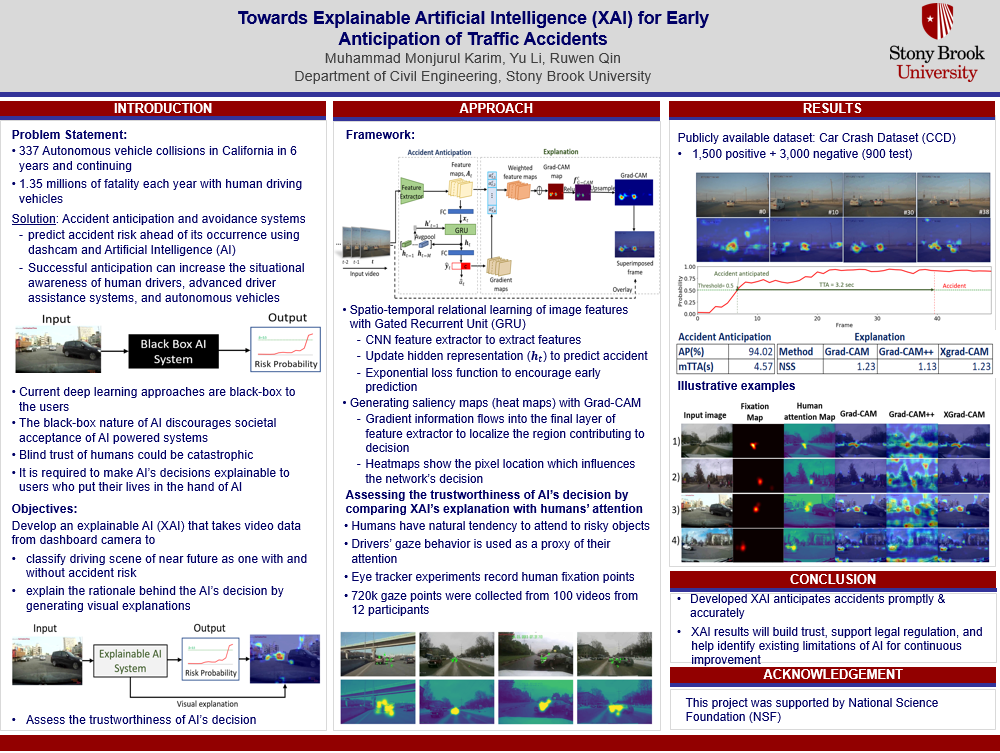 Towards Explainable Artificial Intelligence (XAI) for Early
Anticipation of Traffic Accidents
Muhammad Monjurul Karim, Yu Li, Ruwen Qin
Department of Civil Engineering, Stony Brook University
Stony Brook
University
INTRODUCTION
Problem Statement:
• 337 Autonomous vehicle collisions in California in 6
years and continuing
• 1.35 millions of fatality each year with human driving
vehicles
Solution: Accident anticipation and avoidance systems
- predict accident risk ahead of its occurrence using
dashcam and Artificial Intelligence (AI)
- Successful anticipation can increase the situational
awareness of human drivers, advanced driver
assistance systems, and autonomous vehicles
Input
Output
Black Box AI
System
Risk Probability
• Current deep learning approaches are black-box to
the users
• The black-box nature of AI discourages societal
acceptance of AI powered systems
• Blind trust of humans could be catastrophic
• It is required to make AI's decisions explainable to
users who put their lives in the hand of AI
Objectives:
Develop an explainable AI (XAI) that takes video data
from dashboard camera to
• classify driving scene of near future as one with and
without accident risk
• explain the rationale behind the AI's decision by
generating visual explanations
Input
Output
Explainable AI
System
Risk Probability
Visual explanation
• Assess the trustworthiness of AI's decision
APPROACH
Framework:
Accident Anticipation
Explanation
Feature
maps, A_t
Weighted
feature maps
Grad-CAM
map
Grad-CAM
Feature
Extractor
Relu
Upsample
FC
x_t
GRU
Avgpool
h_{t-1}
FC
Input video
t-2
t-1
t
Gradient
maps
Superimposed
frame
Overlay
• Spatio-temporal relational learning of image features
with Gated Recurrent Unit (GRU)
- CNN feature extractor to extract features
- Update hidden representation (h_t) to predict accident
- Exponential loss function to encourage early
prediction
• Generating saliency maps (heat maps) with Grad-CAM
- Gradient information flows into the final layer of
feature extractor to localize the region contributing to
decision
- Heatmaps show the pixel location which influences
the network's decision
Assessing the trustworthiness of AI's decision by
comparing XAI's explanation with humans' attention
• Humans have natural tendency to attend to risky objects
• Drivers' gaze behavior is used as a proxy of their
attention
• Eye tracker experiments record human fixation points
• 720k gaze points were collected from 100 videos from
12 participants
RESULTS
Publicly available dataset: Car Crash Dataset (CCD)
• 1,500 positive + 3,000 negative (900 test)
#0
#10
#30
#38
Probability
1.00
0.75
0.50
0.25
0.00
Accident anticipated
Threshold= 0.5
TTA = 3.2 sec
Accident
0 10 20 30 40
Frame
Accident Anticipation
AP(%) 94.02
mTTA(s) 4.57
Explanation
Method Grad-CAM Grad-CAM++ Xgrad-CAM
NSS 1.23 1.13 1.23
Illustrative examples
Input image
Fixation
Map
Human
attention Map
Grad-CAM
Grad-CAM++
XGrad-CAM
1)
2)
3)
4)
CONCLUSION
• Developed XAI anticipates accidents promptly &
accurately
• XAI results will build trust, support legal regulation, and
help identify existing limitations of AI for continuous
improvement
ACKNOWLEDGEMENT
This project was supported by National Science
Foundation (NSF)